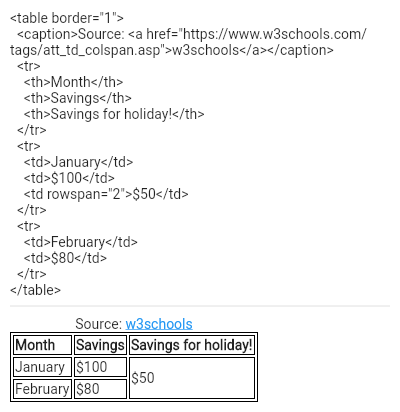 <table border="1">
  <caption>Source: <a href="https://www.w3schools.com/
tags/att_td_colspan.asp">w3schools</a></caption>
  <tr>
    <th>Month</th>
    <th>Savings</th>
    <th>Savings for holiday!</th>
  </tr>
  <tr>
    <td>January</td>
    <td>$100</td>
    <td rowspan="2">$50</td>
  </tr>
  <tr>
    <td>February</td>
    <td>$80</td>
  </tr>
</table>
Source: w3schools
Month Savings Savings for holiday!
January $100
$50
February $80